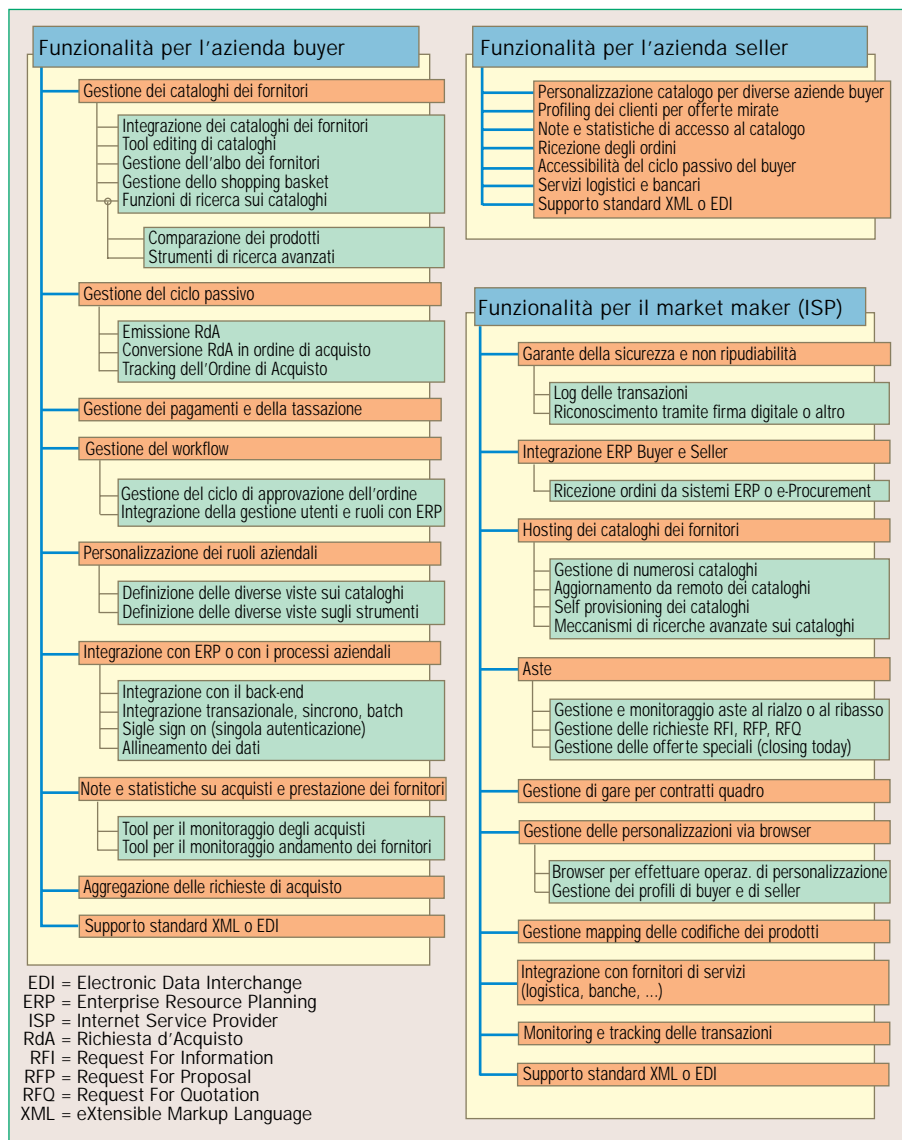 Funzionalità per l'azienda buyer
Gestione dei cataloghi dei fornitori
Integrazione dei cataloghi dei fornitori
Tool editing di cataloghi
Gestione dell'albo dei fornitori
Gestione dello shopping basket
Funzioni di ricerca sui cataloghi
Comparazione dei prodotti
Strumenti di ricerca avanzati
Gestione del ciclo passivo
Emissione RdA
Conversione RdA in ordine di acquisto
Tracking dell'Ordine di Acquisto
Gestione dei pagamenti e della tassazione
Gestione del workflow
Gestione del ciclo di approvazione dell'ordine
Integrazione della gestione utenti e ruoli con ERP
Personalizzazione dei ruoli aziendali
Definizione delle diverse viste sui cataloghi
Definizione delle diverse viste sugli strumenti
Integrazione con ERP o con i processi aziendali
Integrazione con il back-end
Integrazione transazionale, sincrono, batch
Sigle sign on (singola autenticazione)
Allineamento dei dati
Note e statistiche su acquisti e prestazione dei fornitori
Tool per il monitoraggio degli acquisti
Tool per il monitoraggio andamento dei fornitori
Aggregazione delle richieste di acquisto
Supporto standard XML o EDI
EDI = Electronic Data Interchange
ERP = Enterprise Resource Planning
ISP = Internet Service Provider
RdA = Richiesta d'Acquisto
RFI = Request For Information
RFP = Request For Proposal
RFQ = Request For Quotation
XML = eXtensible Markup Language
Funzionalità per l'azienda seller
Personalizzazione catalogo per diverse aziende buyer
Profiling dei clienti per offerte mirate
Note e statistiche di accesso al catalogo
Ricezione degli ordini
Accessibilità del ciclo passivo del buyer
Servizi logistici e bancari
Supporto standard XML o EDI
Funzionalità per il market maker (ISP)
Garante della sicurezza e non ripudiabilità
Log delle transazioni
Riconoscimento tramite firma digitale o altro
Integrazione ERP Buyer e Seller
Ricezione ordini da sistemi ERP o e-Procurement
Hosting dei cataloghi dei fornitori
Gestione di numerosi cataloghi
Aggiornamento da remoto dei cataloghi
Self provisioning dei cataloghi
Meccanismi di ricerche avanzate sui cataloghi
Aste
Gestione e monitoraggio aste al rialzo o al ribasso
Gestione delle richieste RFI, RFP, RFQ
Gestione delle offerte speciali (closing today)
Gestione di gare per contratti quadro
Gestione delle personalizzazioni via browser
Browser per effettuare operaz. di personalizzazione
Gestione dei profili di buyer e di seller
Gestione mapping delle codifiche dei prodotti
Integrazione con fornitori di servizi
(logistica, banche, ...)
Monitoring e tracking delle transazioni
Supporto standard XML o EDI